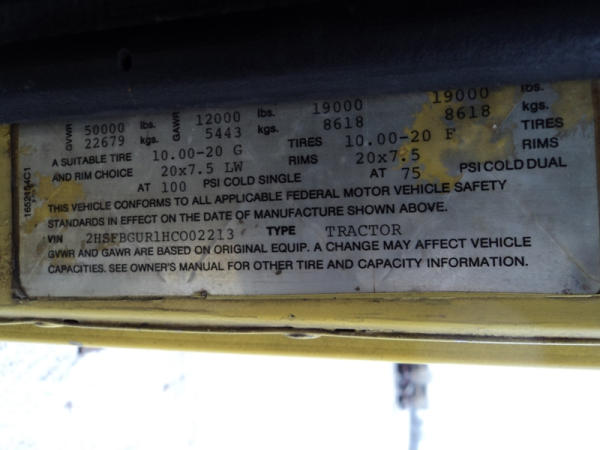 GVWR 50000 lbs. GAWR 12000 lbs. 19000 lbs. 19000 lbs.
22679 kgs. 5443 kgs. 8618 kgs. 8618 kgs.
A SUITABLE TIRE 10.00-20 G TIRES 10.00-20 F TIRES
AND RIM CHOICE 20x7.5 LW RIMS 20x7.5 RIMS
AT 100 PSI COLD SINGLE AT 75 PSI COLD DUAL
THIS VEHICLE CONFORMS TO ALL APPLICABLE FEDERAL MOTOR VEHICLE SAFETY
STANDARDS IN EFFECT ON THE DATE OF MANUFACTURE SHOWN ABOVE.
VIN 2HSFBGUR1HC002213 TYPE TRACTOR
GVWR AND GAWR ARE BASED ON ORIGINAL EQUIP. A CHANGE MAY AFFECT VEHICLE
CAPACITIES. SEE OWNER'S MANUAL FOR OTHER TIRE AND CAPACITY INFORMATION.